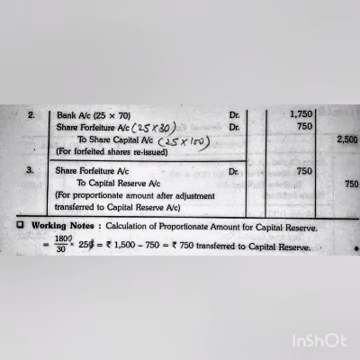 2. Bank A/c (25 × 70) Dr. 1,750
Share Forfeiture A/c (25 x 30) Dr. 750
To Share Capital A/c (25 x 100) 2,500
(For forfeited shares re-issued)
3. Share Forfeiture A/c Dr. 750
To Capital Reserve A/c 750
(For proportionate amount after adjustment
transferred to Capital Reserve A/c)
Working Notes : Calculation of Proportionate Amount for Capital Reserve.
= 1800/30 × 25 = ₹ 1,500 – 750 = ₹ 750 transferred to Capital Reserve.
InShOt